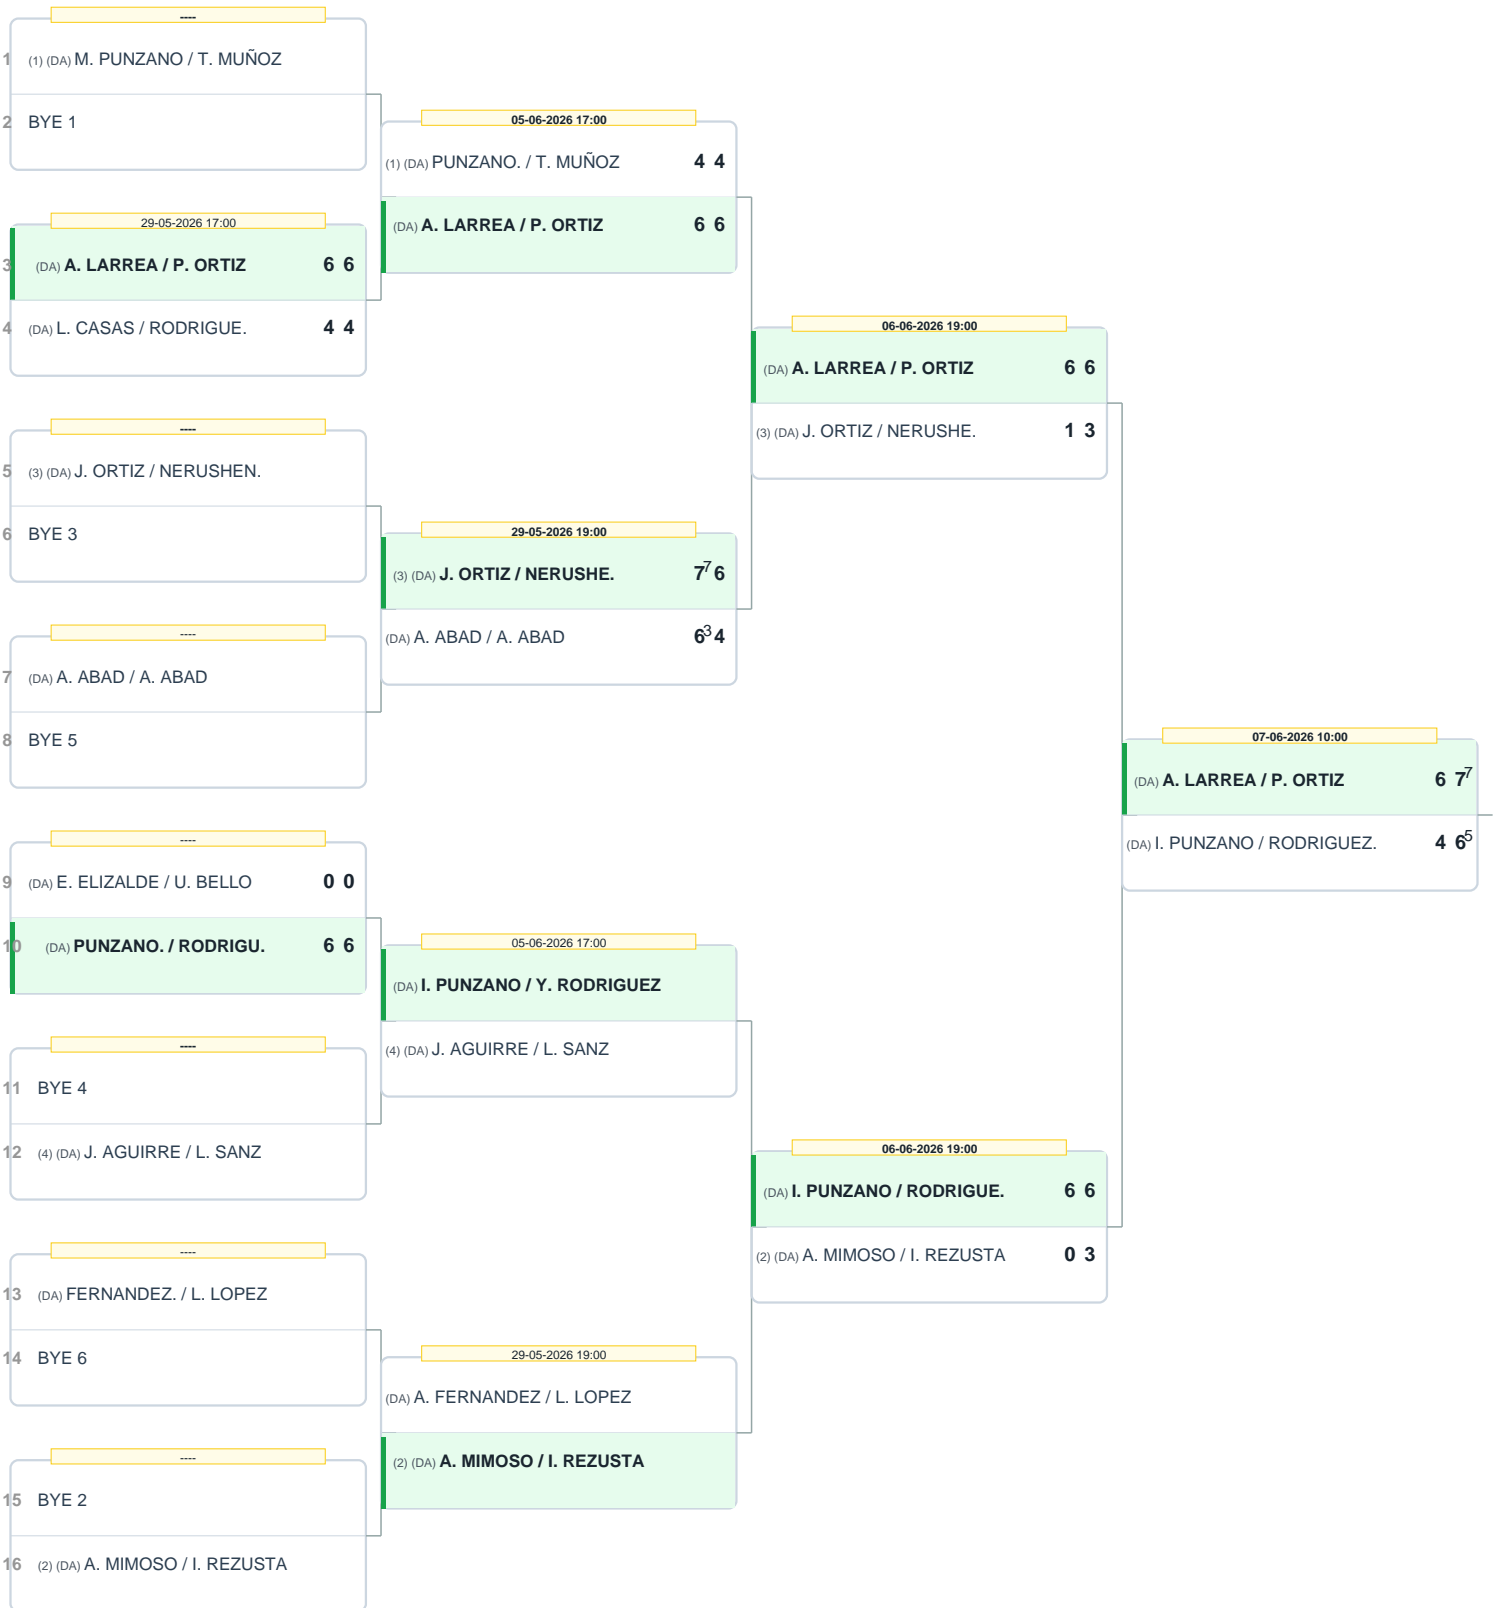 ----
1 (1) (DA) M. PUNZANO / T. MUÑOZ
2 BYE 1
29-05-2026 17:00
3 (DA) A. LARREA / P. ORTIZ 6 6
4 (DA) L. CASAS / RODRIGUE. 4 4
----
5 (3) (DA) J. ORTIZ / NERUSHEN.
6 BYE 3
----
7 (DA) A. ABAD / A. ABAD
8 BYE 5
----
9 (DA) E. ELIZALDE / U. BELLO 0 0
10 (DA) PUNZANO. / RODRIGU. 6 6
----
11 BYE 4
12 (4) (DA) J. AGUIRRE / L. SANZ
----
13 (DA) FERNANDEZ. / L. LOPEZ
14 BYE 6
----
15 BYE 2
16 (2) (DA) A. MIMOSO / I. REZUSTA
05-06-2026 17:00
(1) (DA) PUNZANO. / T. MUÑOZ 4 4
(DA) A. LARREA / P. ORTIZ 6 6
29-05-2026 19:00
(3) (DA) J. ORTIZ / NERUSHE. 7 7 6
(DA) A. ABAD / A. ABAD 6 3 4
05-06-2026 17:00
(DA) I. PUNZANO / Y. RODRIGUEZ
(4) (DA) J. AGUIRRE / L. SANZ
29-05-2026 19:00
(DA) A. FERNANDEZ / L. LOPEZ
(2) (DA) A. MIMOSO / I. REZUSTA
06-06-2026 19:00
(DA) A. LARREA / P. ORTIZ 6 6
(3) (DA) J. ORTIZ / NERUSHE. 1 3
06-06-2026 19:00
(DA) I. PUNZANO / RODRIGUE. 6 6
(2) (DA) A. MIMOSO / I. REZUSTA 0 3
07-06-2026 10:00
(DA) A. LARREA / P. ORTIZ 6 7 7
(DA) I. PUNZANO / RODRIGUEZ. 4 6 5